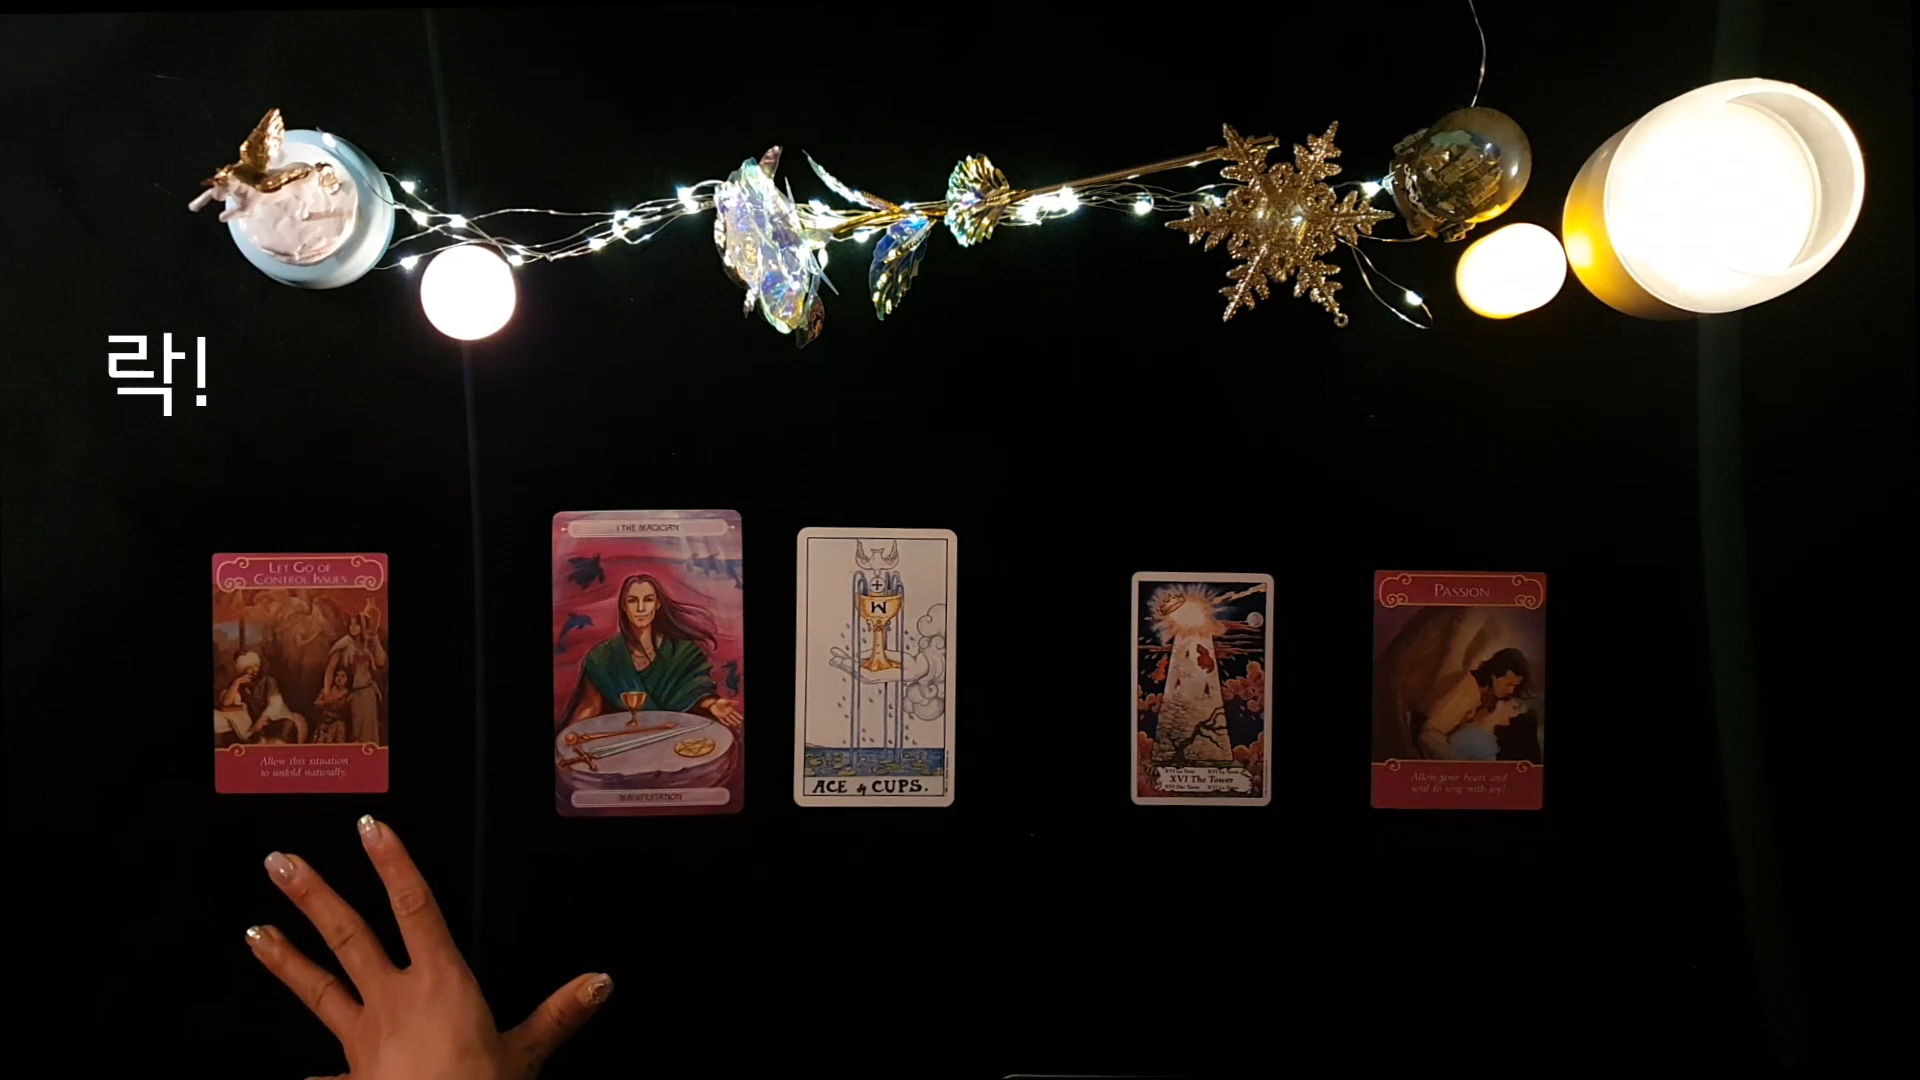 락!
LET GO OF
CONTROL ISSUES
Allow this situation
to unfold naturally.
I THE MAGICIAN
MANIFESTATION
ACE of CUPS.
XVI The Tower
PASSION
Allow your heart and
soul to sing with joy!